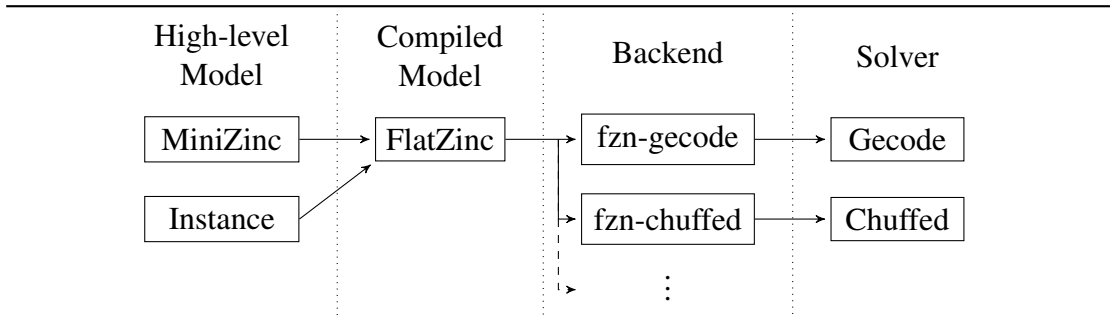 High-level
Model
Compiled
Model
Backend
Solver
MiniZinc
FlatZinc
fzn-gecode
Gecode
Instance
fzn-chuffed
Chuffed
⋮